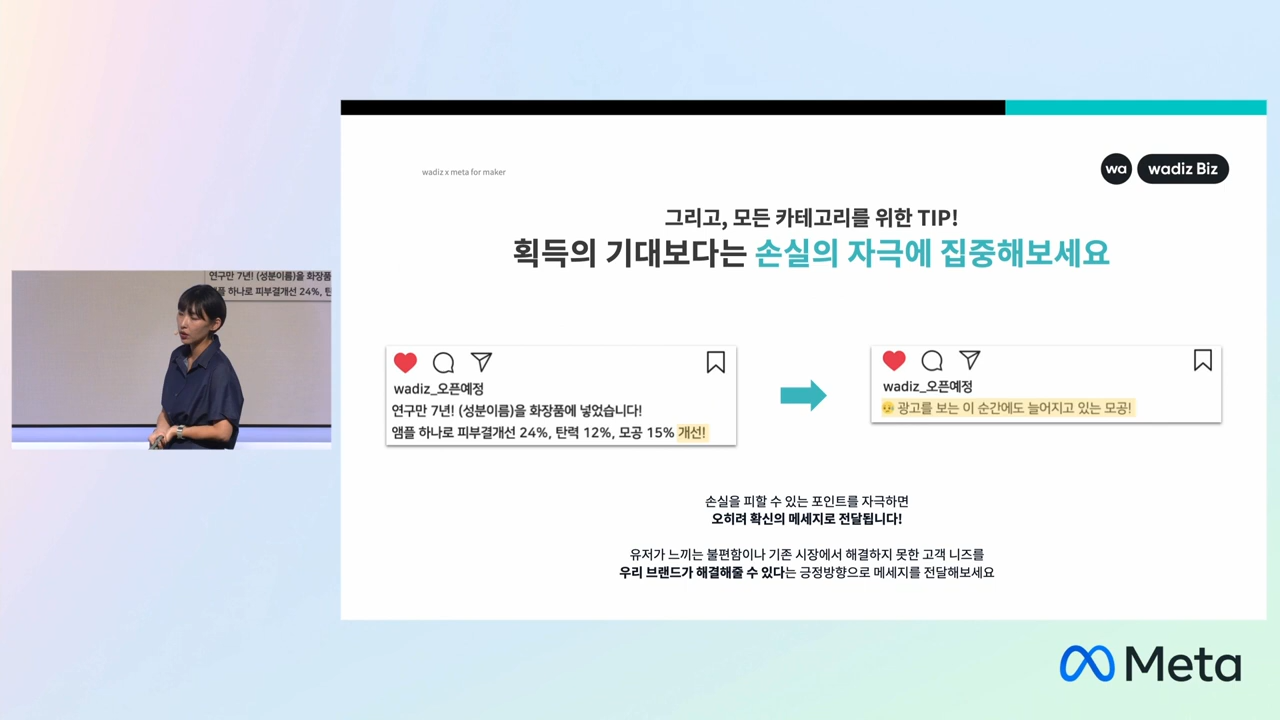 wadiz x meta for maker
wa wadiz Biz
그리고, 모든 카테고리를 위한 TIP!
획득의 기대보다는 손실의 자극에 집중해보세요
연구만 7년! (성분이름)을 화장품
앰플 하나로 피부결개선 24%, 탄
wadiz_오픈예정
연구만 7년! (성분이름)을 화장품에 넣었습니다!
앰플 하나로 피부결개선 24%, 탄력 12%, 모공 15% 개선!
wadiz_오픈예정
광고를 보는 이 순간에도 늘어지고 있는 모공!
손실을 피할 수 있는 포인트를 자극하면
오히려 확신의 메세지로 전달됩니다!
유저가 느끼는 불편함이나 기존 시장에서 해결하지 못한 고객 니즈를
우리 브랜드가 해결해줄 수 있다는 긍정방향으로 메세지를 전달해보세요
Meta